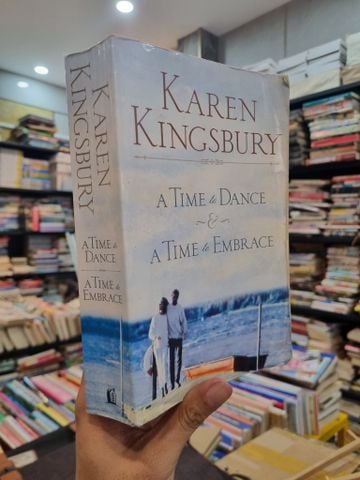 KAREN
KINGSBURY
A TIME to DANCE
&
A TIME to EMBRACE
KAREN
KINGSBURY
A TIME to
DANCE
A TIME to
EMBRACE